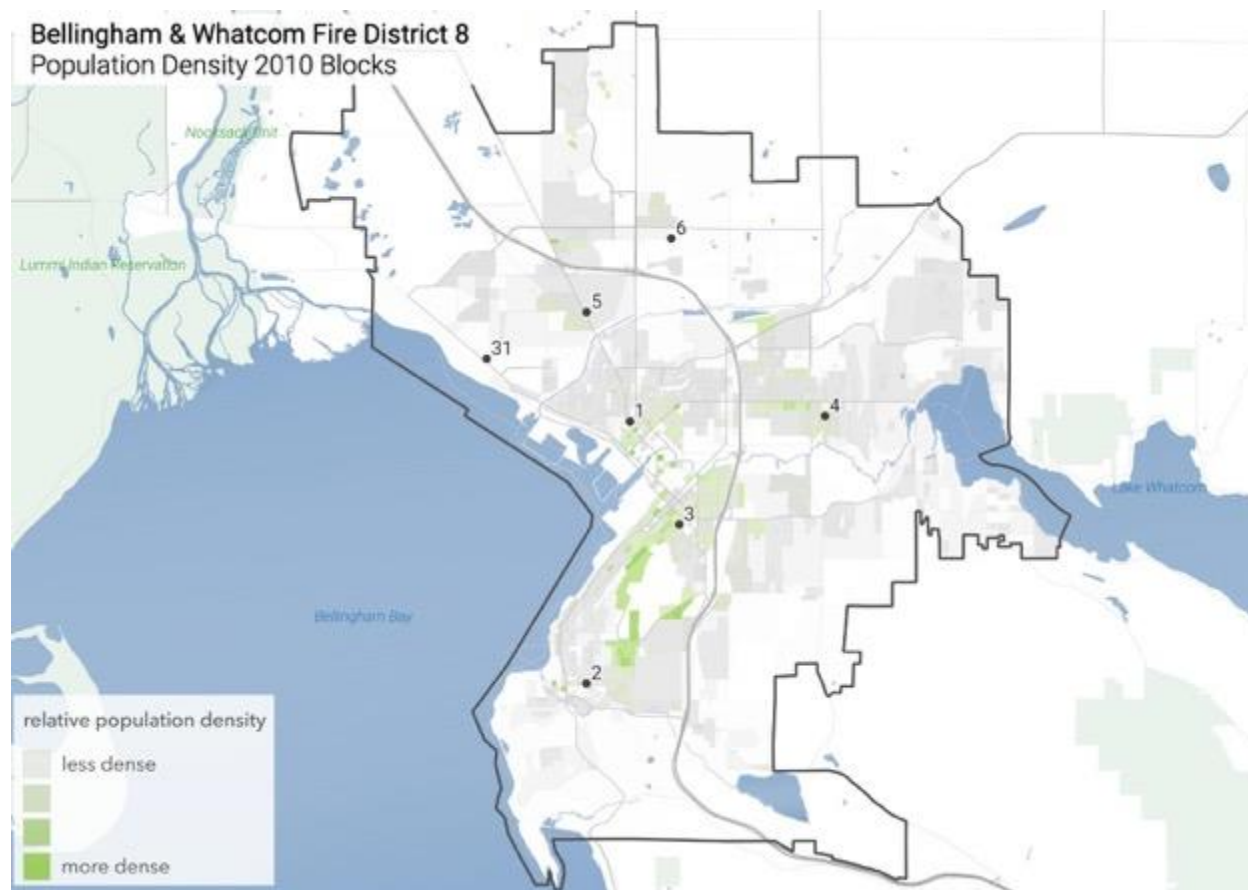 Bellingham & Whatcom Fire District 8
Population Density 2010 Blocks
Nooksack Unit
Lummi Indian Reservation
6
5
31
1
4
Lake Whatcom
3
Bellingham Bay
2
relative population density
less dense
more dense